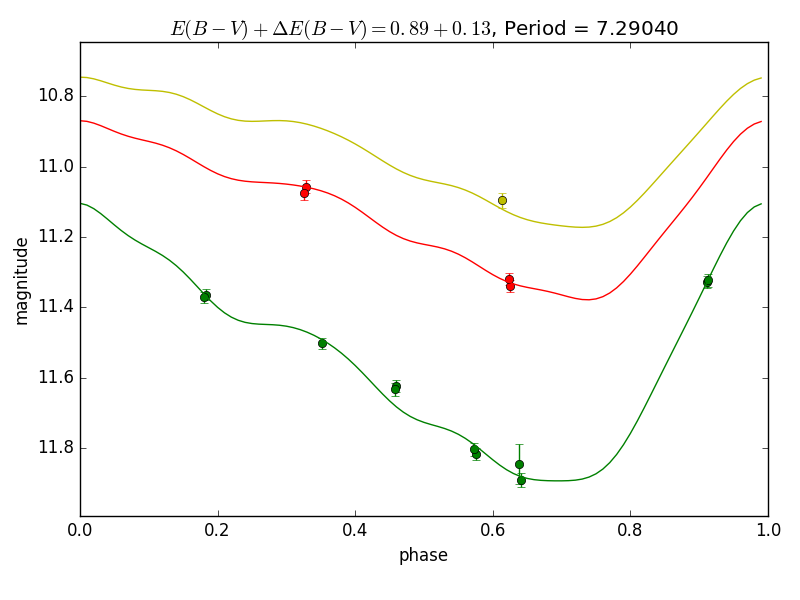 E(B − V) + ΔE(B − V) = 0.89 + 0.13, Period = 7.29040
10.8
11.0
11.2
11.4
11.6
11.8
magnitude
0.0 0.2 0.4 0.6 0.8 1.0
phase